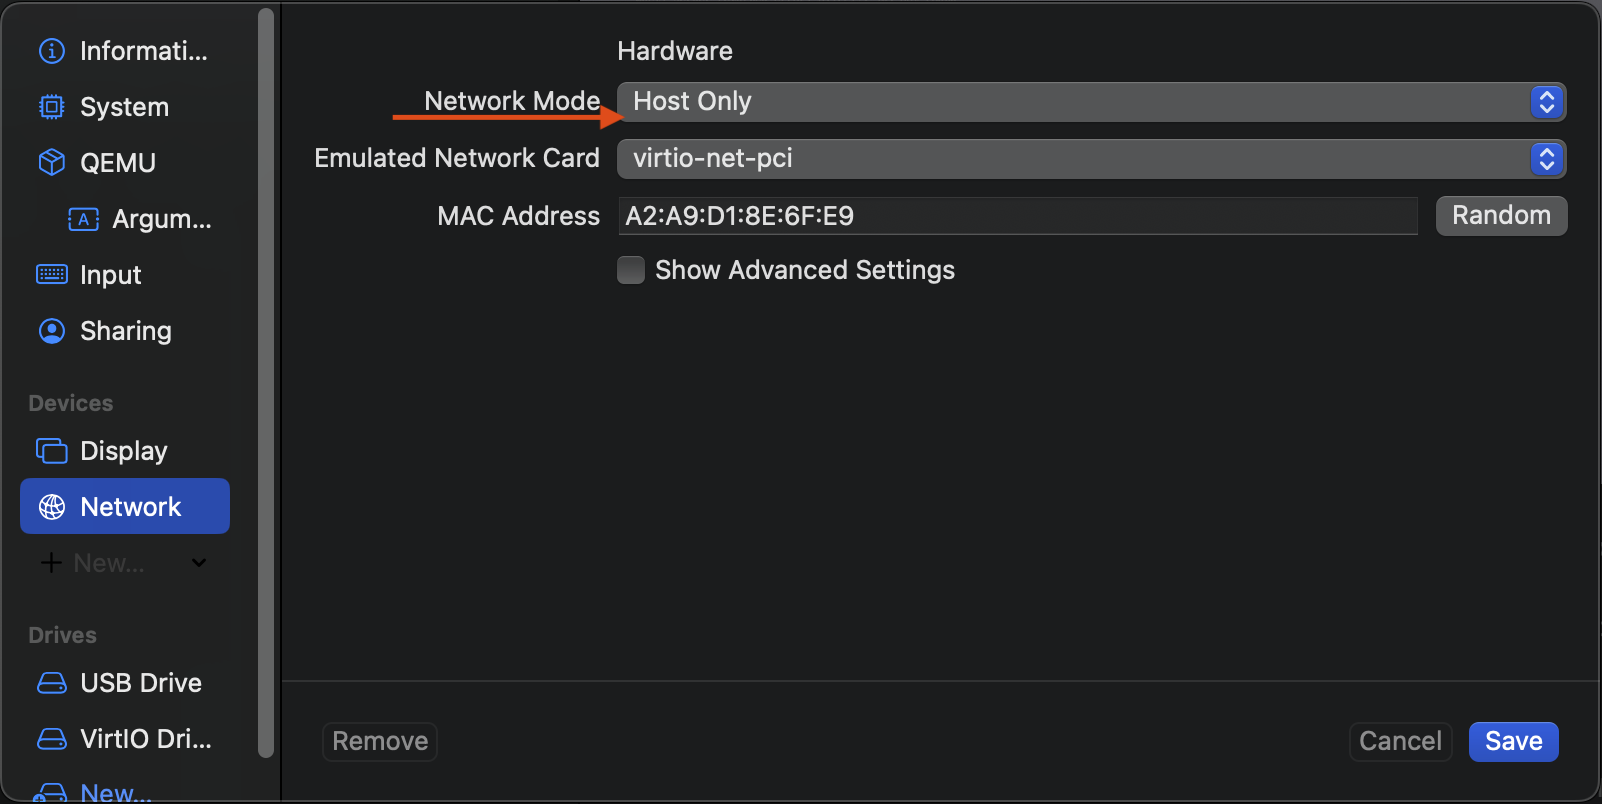 Informati...
System
QEMU
Argum...
Input
Sharing
Devices
Display
Network
New...
Drives
USB Drive
VirtIO Dri...
New...
Hardware
Network Mode Host Only
Emulated Network Card virtio-net-pci
MAC Address A2:A9:D1:8E:6F:E9 Random
Show Advanced Settings
Remove Cancel Save